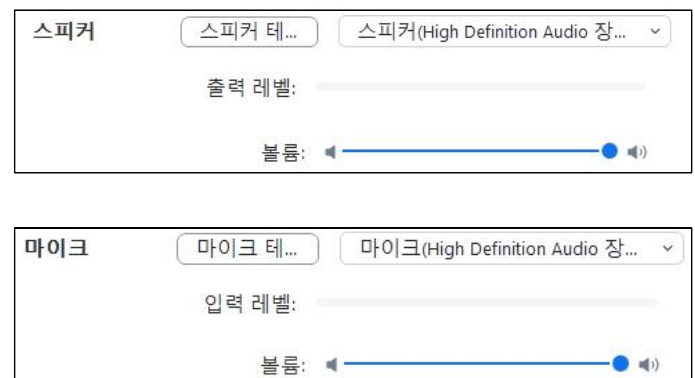 스피커 스피커 테... 스피커(High Definition Audio 장...
출력 레벨:
볼륨:
마이크 마이크 테... 마이크(High Definition Audio 장...
입력 레벨:
볼륨: